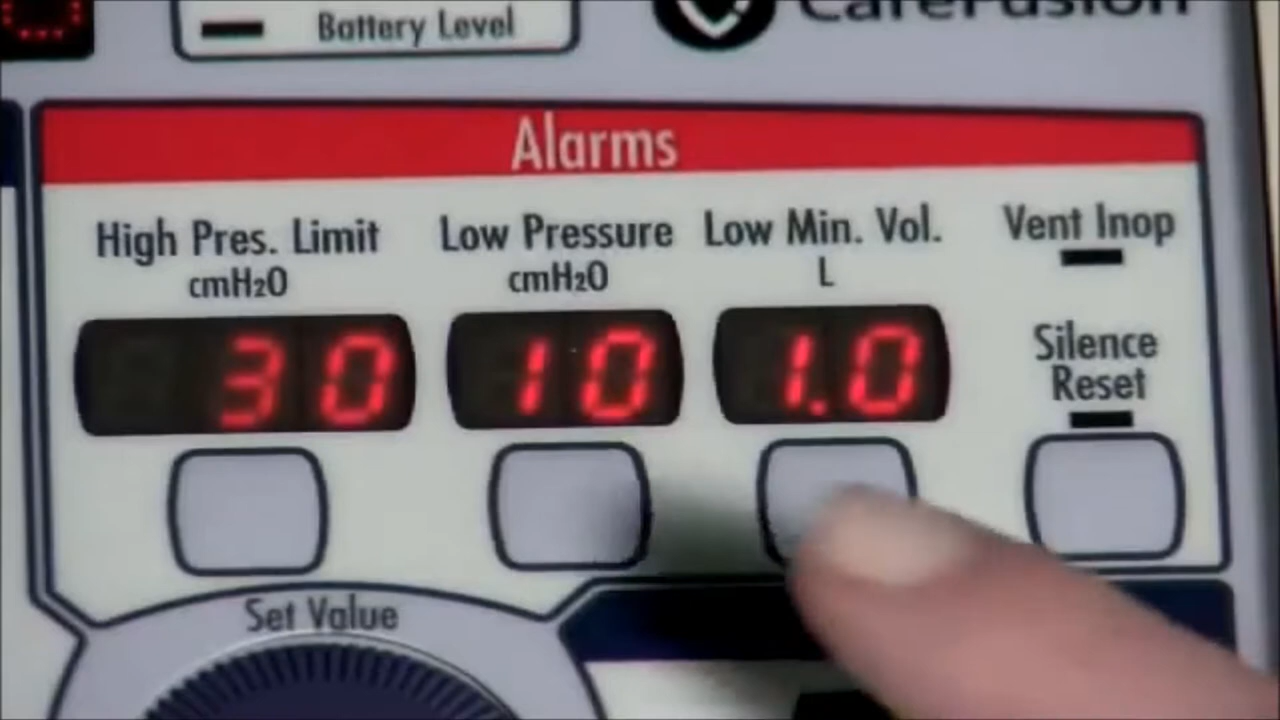 Battery Level
CareFusion
Alarms
High Pres. Limit
cmH2O
Low Pressure
cmH2O
Low Min. Vol.
L
Vent Inop
30
10
1.0
Silence
Reset
Set Value